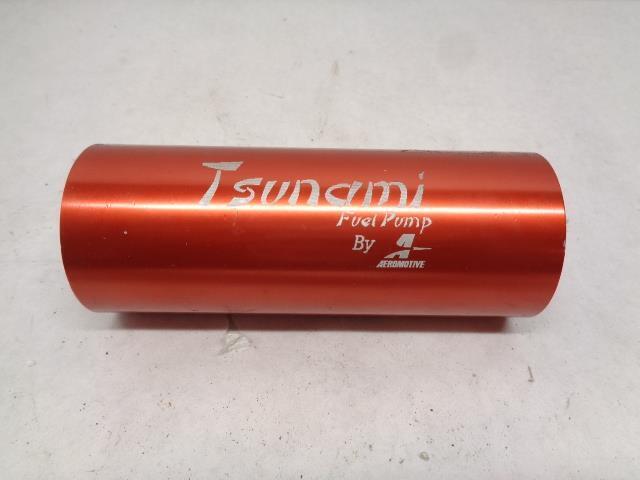 Tsunami
Fuel Pump
By
AEROMOTIVE